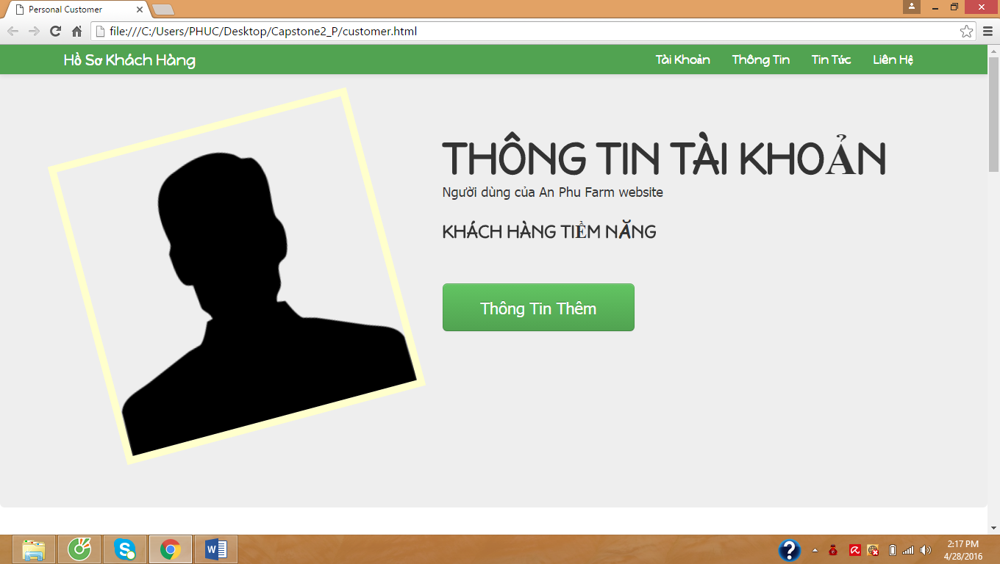 Personal Customer
file:///C:/Users/PHUC/Desktop/Capstone2_P/customer.html
Hồ Sơ Khách Hàng Tài Khoản Thông Tin Tin Tức Liên Hệ
THÔNG TIN TÀI KHOẢN
Người dùng của An Phu Farm website
KHÁCH HÀNG TIỀM NĂNG
Thông Tin Thêm
2:17 PM
4/28/2016